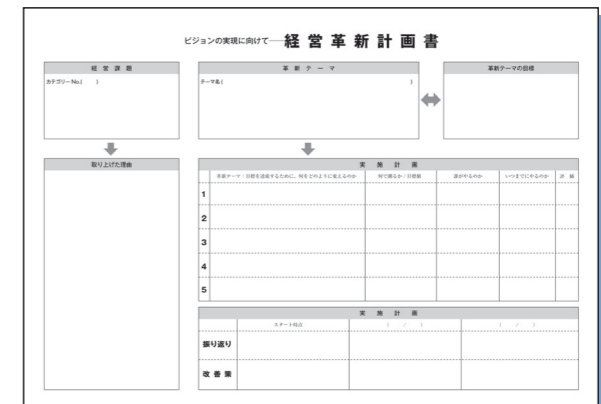 ビジョンの実現に向けて── 経営革新計画書
経営課題
カテゴリーNo.(　　)
革新テーマ
テーマ名(　　)
革新テーマの目標
取り上げた理由
実施計画
革新テーマ / 目標を達成するために、何をどのように変えるのか　何で測るか / 目標値　誰がやるのか　いつまでにやるのか　評価
1
2
3
4
5
実施計画
スタート時点　(　/　)　(　/　)
振り返り
改善策